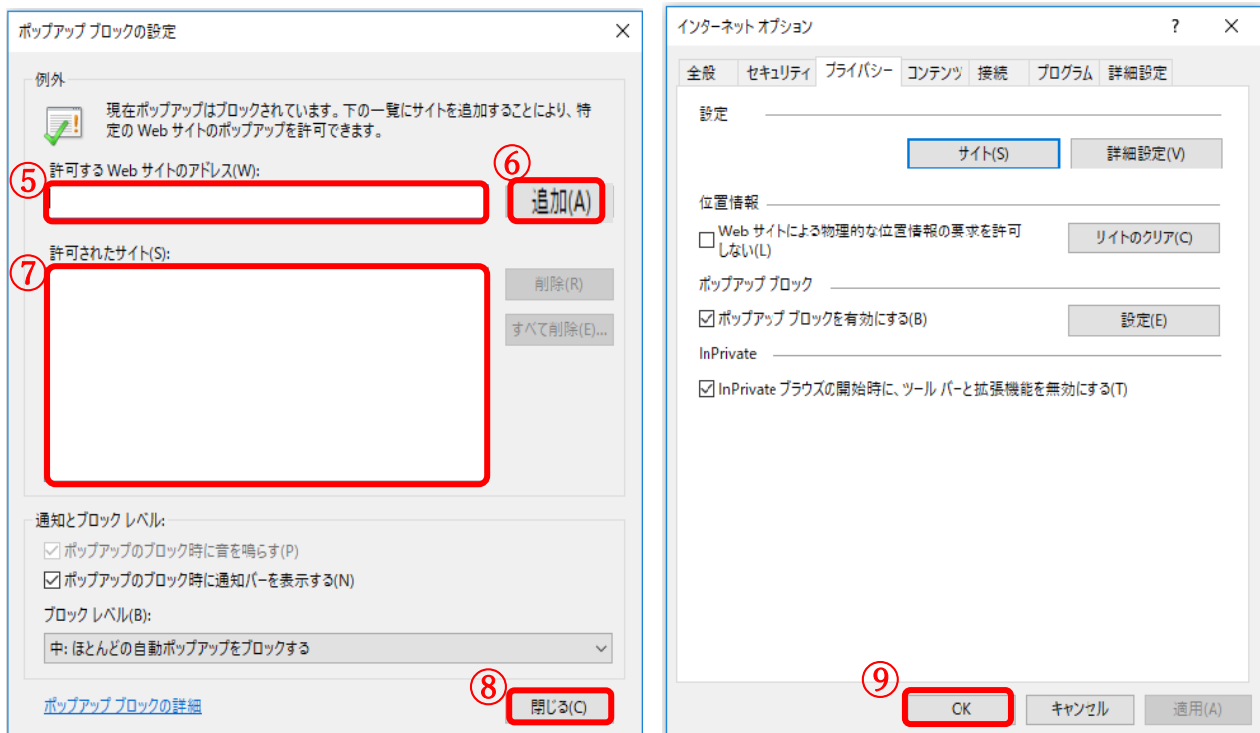 ポップアップ ブロックの設定
例外
現在ポップアップはブロックされています。下の一覧にサイトを追加することにより、特
定の Web サイトのポップアップを許可できます。
⑤
許可する Web サイトのアドレス(W):
⑥
追加(A)
⑦
許可されたサイト(S):
削除(R)
すべて削除(E)...
通知とブロック レベル:
ポップアップのブロック時に音を鳴らす(P)
ポップアップのブロック時に通知バーを表示する(N)
ブロック レベル(B):
中: ほとんどの自動ポップアップをブロックする
ポップアップ ブロックの詳細
⑧
閉じる(C)
インターネット オプション
?
全般 セキュリティ プライバシー コンテンツ 接続 プログラム 詳細設定
設定
サイト(S) 詳細設定(V)
位置情報
Web サイトによる物理的な位置情報の要求を許可
しない(L)
リイトのクリア(C)
ポップアップ ブロック
ポップアップ ブロックを有効にする(B)
設定(E)
InPrivate
InPrivate ブラウズの開始時に、ツール バーと拡張機能を無効にする(T)
⑨
OK キャンセル 適用(A)